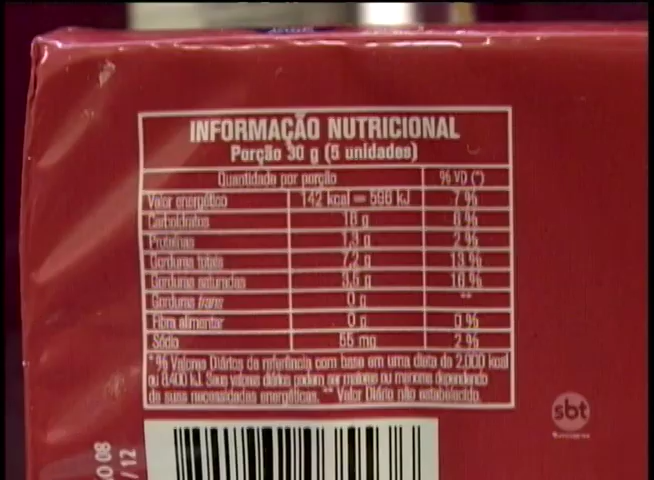 INFORMAÇÃO NUTRICIONAL
Porção 30 g (5 unidades)
Quantidade por porção % VD (*)
Valor energético 142 kcal = 596 kJ 7 %
Carboidratos 18 g 6 %
Proteínas 1,3 g 2 %
Gorduras totais 7,2 g 13 %
Gorduras saturadas 3,5 g 16 %
Gorduras trans 0 g **
Fibra alimentar 0 g 0 %
Sódio 55 mg 2 %
* % Valores Diários de referência com base em uma dieta de 2.000 kcal
ou 8.400 kJ. Seus valores diários podem ser maiores ou menores dependendo
de suas necessidades energéticas. ** Valor Diário não estabelecido.
sbt